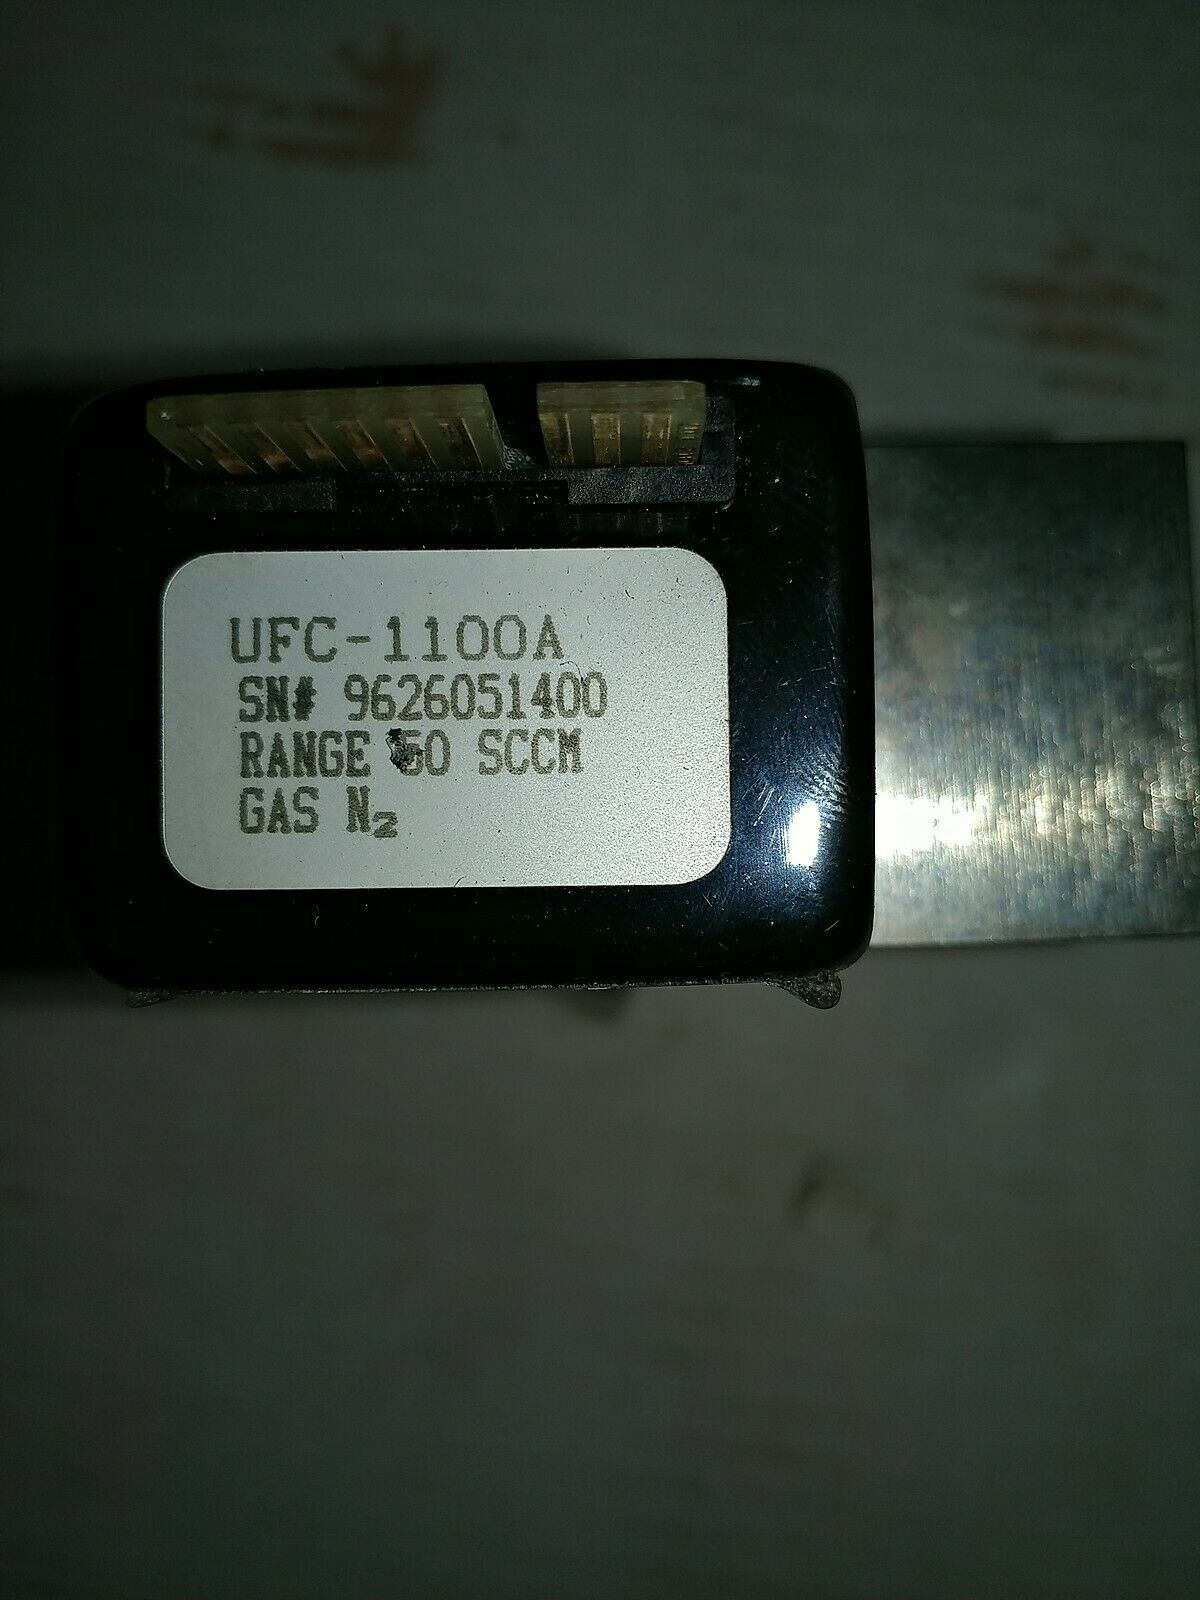 UFC-1100A
SN# 9626051400
RANGE SCCM
GAS N₂